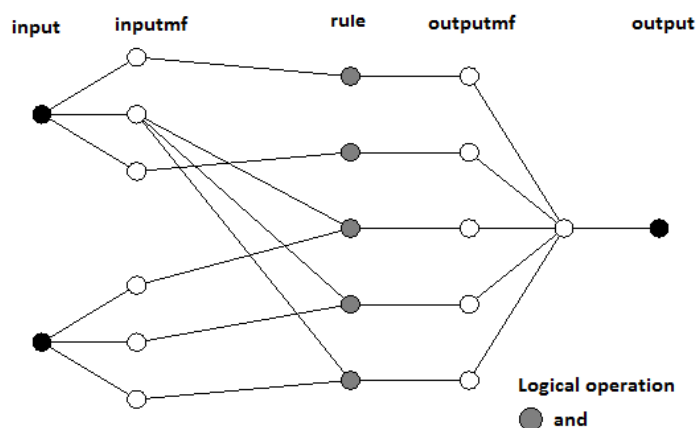 input
inputmf
rule
outputmf
output
Logical operation
and